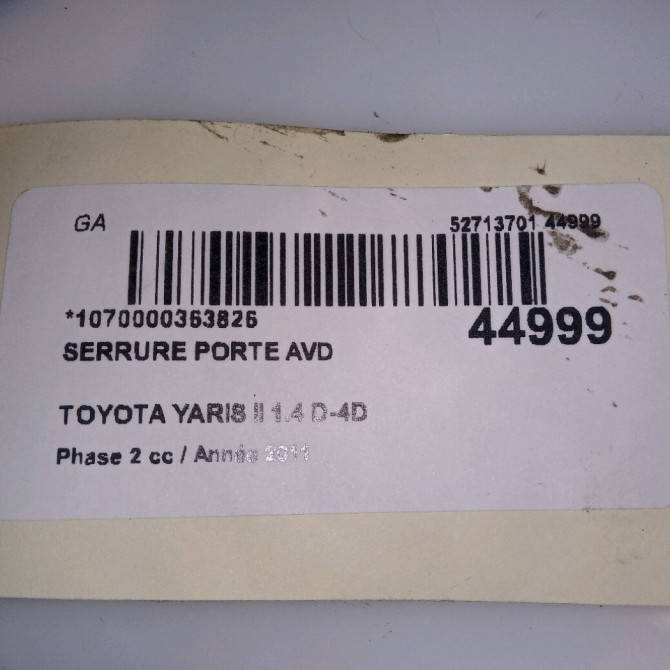 GA
52713701 44999
*1070000363826
44999
SERRURE PORTE AVD
TOYOTA YARIS II 1.4 D-4D
Phase 2 cc / Année 2011